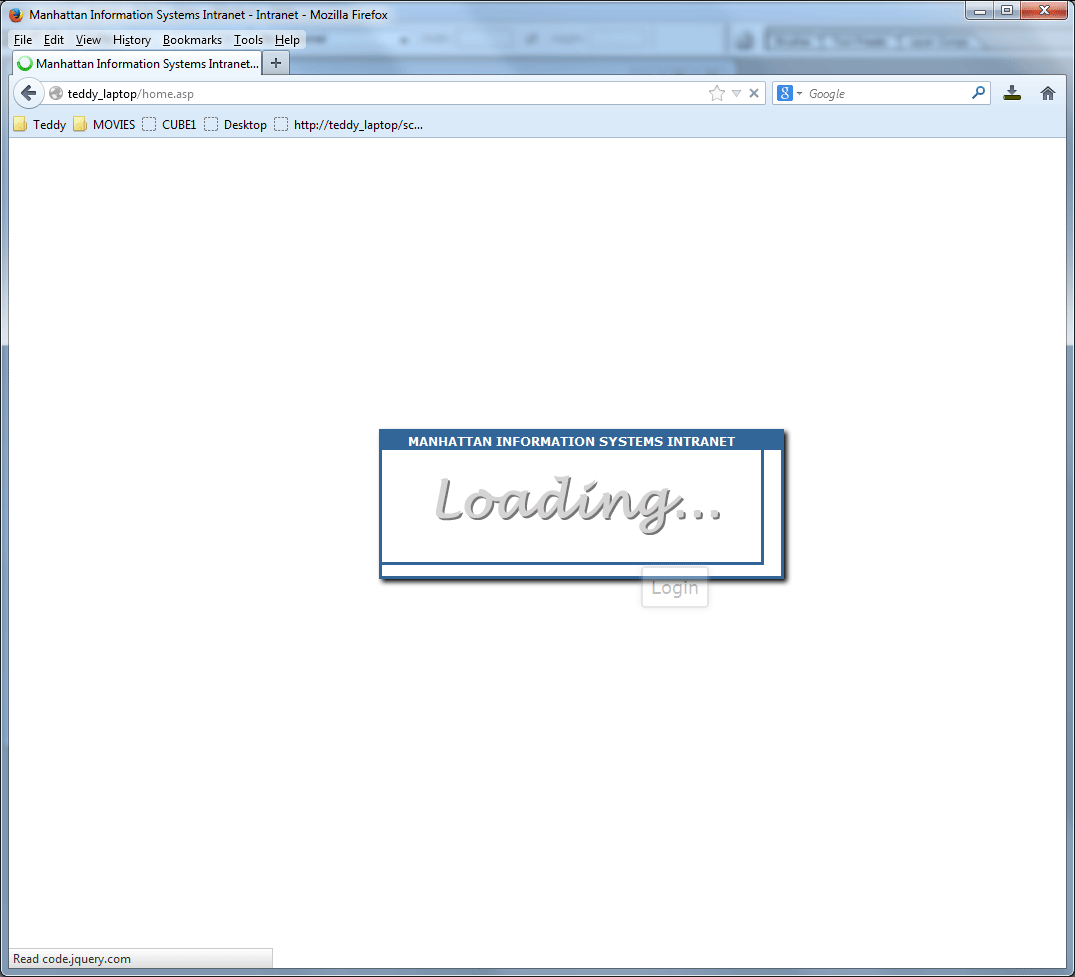 Manhattan Information Systems Intranet - Intranet - Mozilla Firefox
File Edit View History Bookmarks Tools Help
Manhattan Information Systems Intranet... +
teddy_laptop/home.asp 8 Google
Teddy MOVIES CUBE1 Desktop http://teddy_laptop/sc...
MANHATTAN INFORMATION SYSTEMS INTRANET
Loading...
Login
Read code.jquery.com